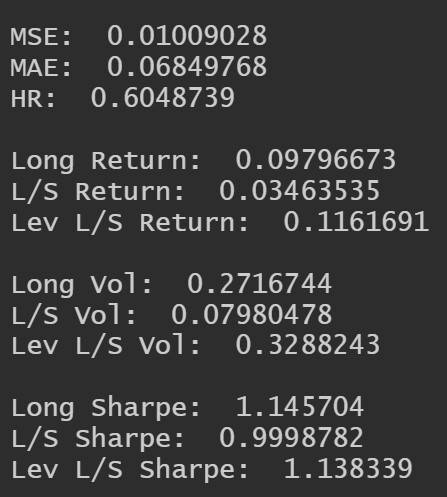 MSE:  0.01009028
MAE:  0.06849768
HR:  0.6048739
Long Return:  0.09796673
L/S Return:  0.03463535
Lev L/S Return:  0.1161691
Long Vol:  0.2716744
L/S Vol:  0.07980478
Lev L/S Vol:  0.3288243
Long Sharpe:  1.145704
L/S Sharpe:  0.9998782
Lev L/S Sharpe:  1.138339